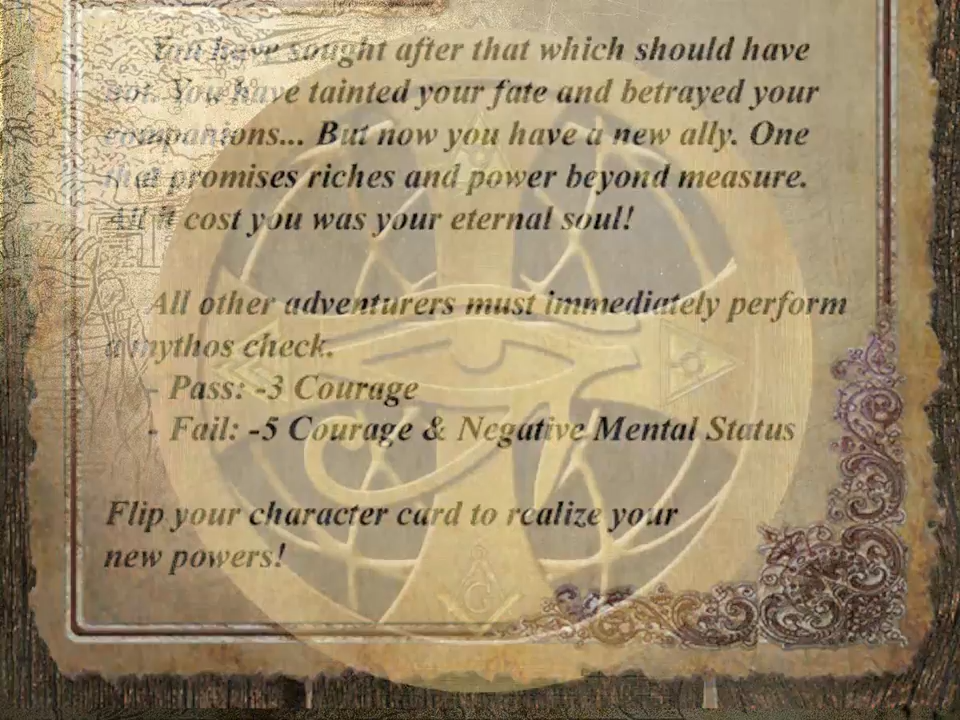 You have sought after that which should have
not. You have tainted your fate and betrayed your
companions... But now you have a new ally. One
that promises riches and power beyond measure.
All it cost you was your eternal soul!
All other adventurers must immediately perform
a mythos check.
- Pass: -3 Courage
- Fail: -5 Courage & Negative Mental Status
Flip your character card to realize your
new powers!
G